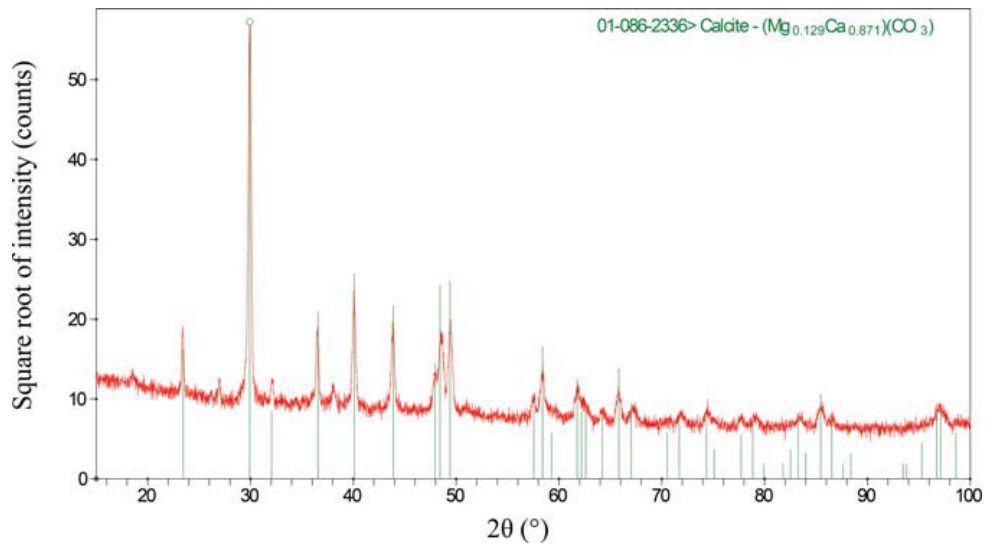 01-086-2336> Calcite - (Mg0.129Ca0.871)(CO3)
Square root of intensity (counts)
50
40
30
20
10
0
20 30 40 50 60 70 80 90 100
2θ (°)